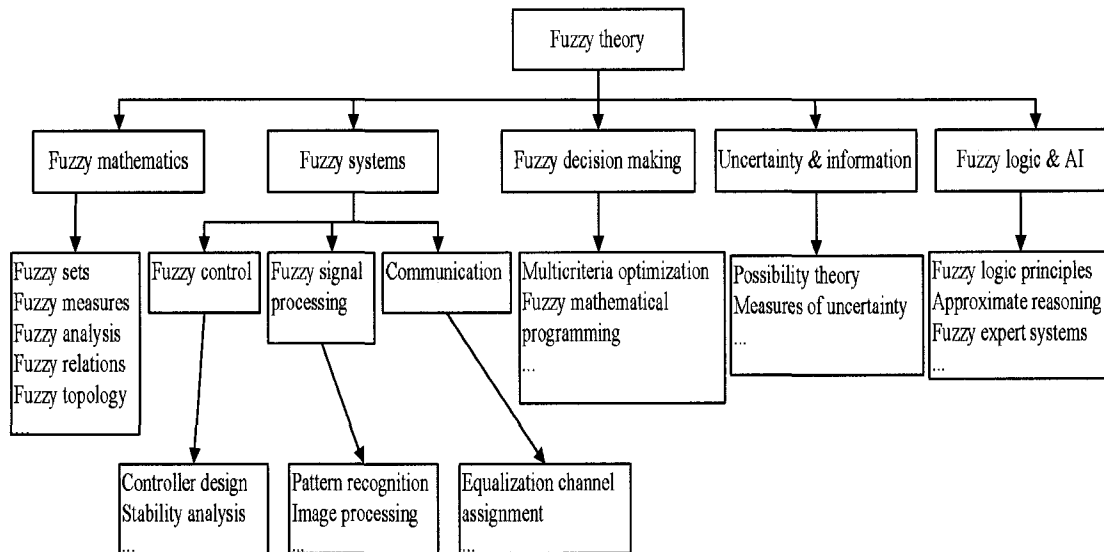 Fuzzy theory
Fuzzy mathematics
Fuzzy systems
Fuzzy decision making
Uncertainty & information
Fuzzy logic & AI
Fuzzy sets
Fuzzy measures
Fuzzy analysis
Fuzzy relations
Fuzzy topology
...
Fuzzy control
Fuzzy signal
processing
Communication
Multicriteria optimization
Fuzzy mathematical
programming
...
Possibility theory
Measures of uncertainty
...
Fuzzy logic principles
Approximate reasoning
Fuzzy expert systems
...
Controller design
Stability analysis
...
Pattern recognition
Image processing
...
Equalization channel
assignment
...